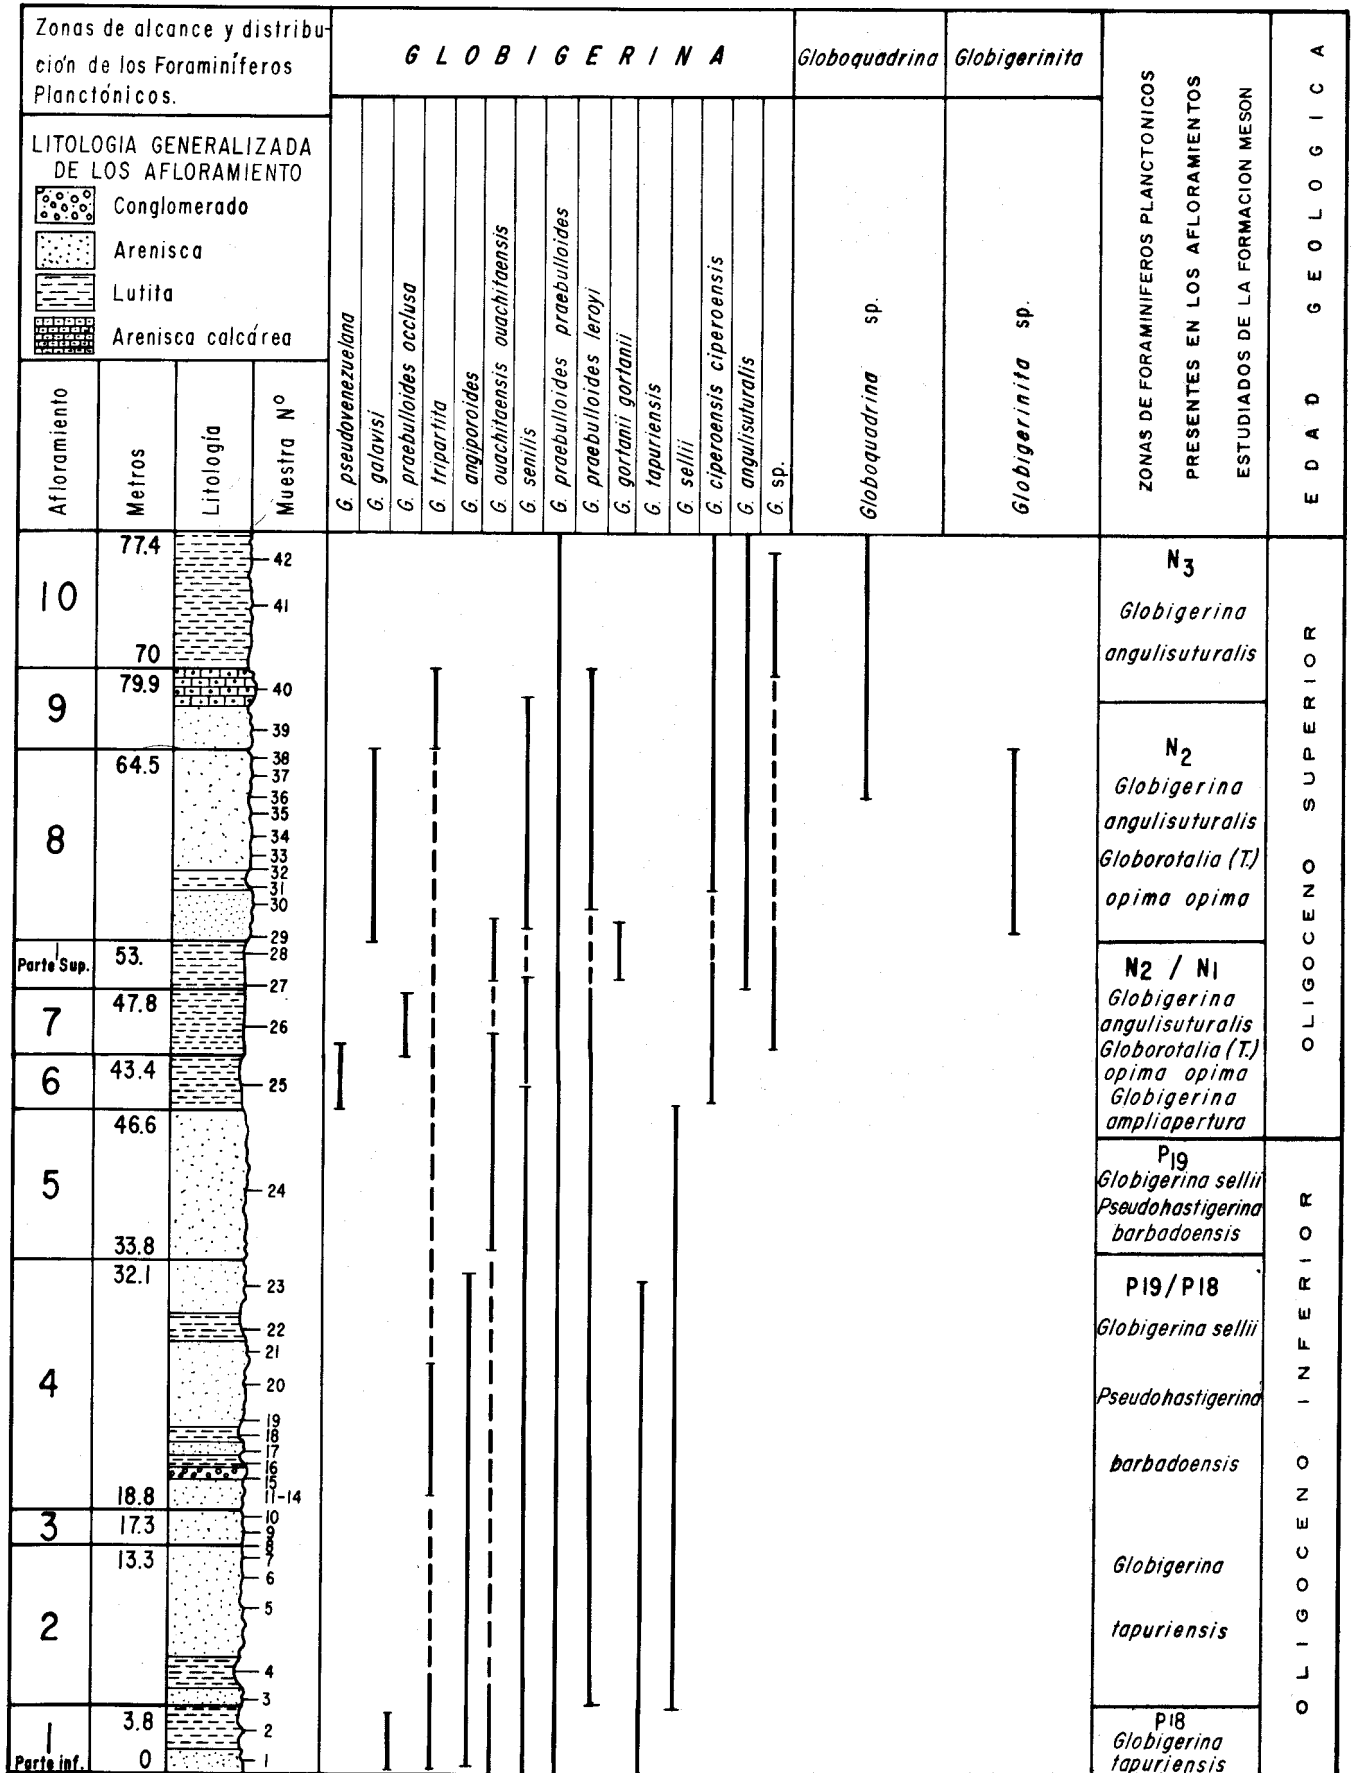 Zonas de alcance y distribu-
ción de los Foraminíferos
Planctónicos.
LITOLOGIA GENERALIZADA
DE LOS AFLORAMIENTO
Conglomerado
Arenisca
Lutita
Arenisca calcárea
Afloramiento
Metros
Litología
Muestra Nº
GLOBIGERINA
Globoquadrina
Globigerinita
G. pseudovenezuelana
G. galavisi
G. praebulloides occlusa
G. tripartita
G. angiporoides
G. ouachitaensis ouachitaensis
G. senilis
G. praebulloides praebulloides
G. praebulloides leroyi
G. gortanii gortanii
G. tapuriensis
G. sellii
G. ciperoensis ciperoensis
G. angulisuturalis
G. sp.
Globoquadrina sp.
Globigerinita sp.
ZONAS DE FORAMINIFEROS PLANCTONICOS
PRESENTES EN LOS AFLORAMIENTOS
ESTUDIADOS DE LA FORMACION MESON
EDAD GEOLOGICA
10
77.4
70
42
41
9
79.9
40
39
8
64.5
38
37
36
35
34
33
32
31
30
29
1
Parte Sup.
53.
28
27
7
47.8
26
6
43.4
25
5
46.6
33.8
24
4
32.1
18.8
23
22
21
20
19
18
17
16
15
11-14
3
17.3
10
9
8
2
13.3
7
6
5
4
3
1
Parte inf.
3.8
0
2
1
N3
Globigerina
angulisuturalis
N2
Globigerina
angulisuturalis
Globorotalia (T.)
opima opima
N2 / N1
Globigerina
angulisuturalis
Globorotalia (T.)
opima opima
Globigerina
ampliapertura
P19
Globigerina sellii
Pseudohastigerina
barbadoensis
P19/P18
Globigerina sellii
Pseudohastigerina
barbadoensis
Globigerina
tapuriensis
P18
Globigerina
tapuriensis
OLIGOCENO SUPERIOR
OLIGOCENO INFERIOR